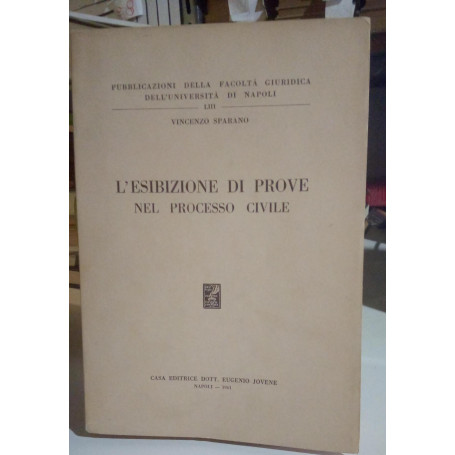 PUBBLICAZIONI DELLA FACOLTÀ GIURIDICA
DELL'UNIVERSITÀ DI NAPOLI
LIII
VINCENZO SPARANO
L'ESIBIZIONE DI PROVE
NEL PROCESSO CIVILE
CASA EDITRICE DOTT. EUGENIO JOVENE
NAPOLI — 1961